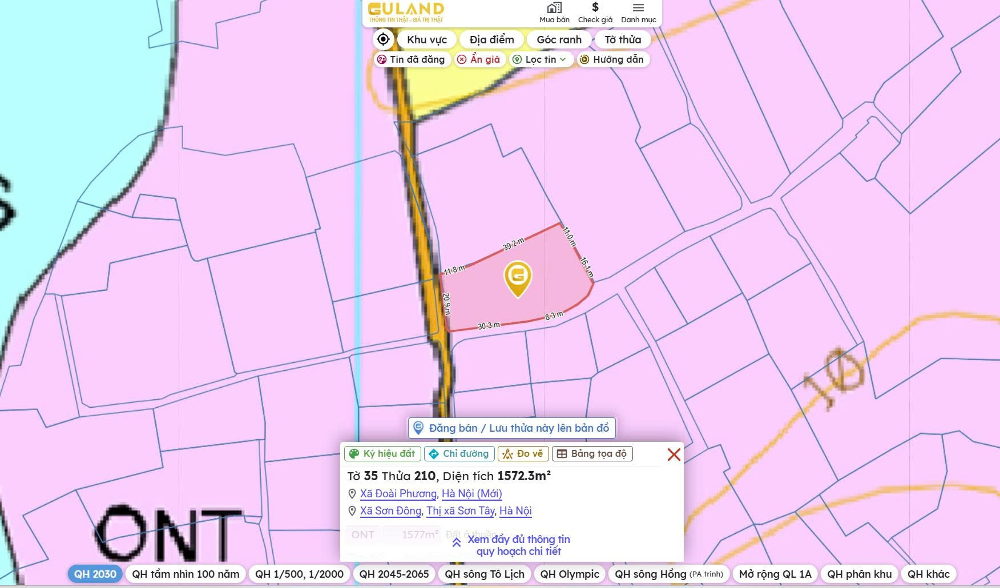 GULAND
THÔNG TIN THẬT - GIÁ TRỊ THẬT
Mua bán
$
Check giá
Danh mục
Khu vực
Địa điểm
Góc ranh
Tờ thửa
Tin đã đăng
Ẩn giá
Lọc tin
Hướng dẫn
S
11.0 m
39.2 m
16.1 m
11.8 m
20.9 m
8.3 m
30.3 m
10
Đăng bán / Lưu thửa này lên bản đồ
Ký hiệu đất
Chỉ đường
Đo vẽ
Bảng tọa độ
Tờ 35 Thửa 210, Diện tích 1572.3m²
Xã Đoài Phương, Hà Nội (Mới)
Xã Sơn Đông, Thị xã Sơn Tây, Hà Nội
ONT
ONT 1577m² Đất ở
Xem đầy đủ thông tin
quy hoạch chi tiết
QH 2030
QH tầm nhìn 100 năm
QH 1/500, 1/2000
QH 2045-2065
QH sông Tô Lịch
QH Olympic
QH sông Hồng (PA trình)
Mở rộng QL 1A
QH phân khu
QH khác